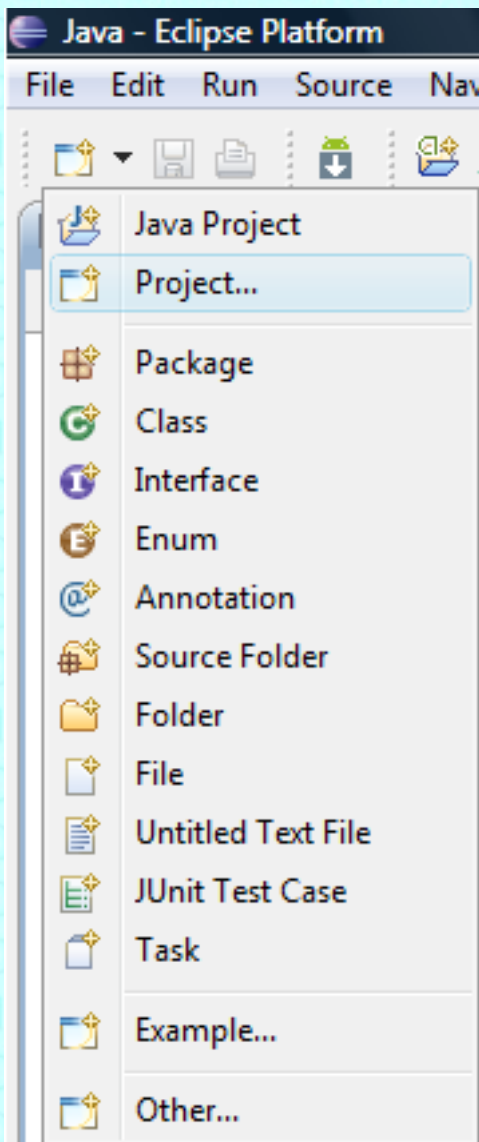 Java - Eclipse Platform
File Edit Run Source Nav
Java Project
Project...
Package
Class
Interface
Enum
Annotation
Source Folder
Folder
File
Untitled Text File
JUnit Test Case
Task
Example...
Other...